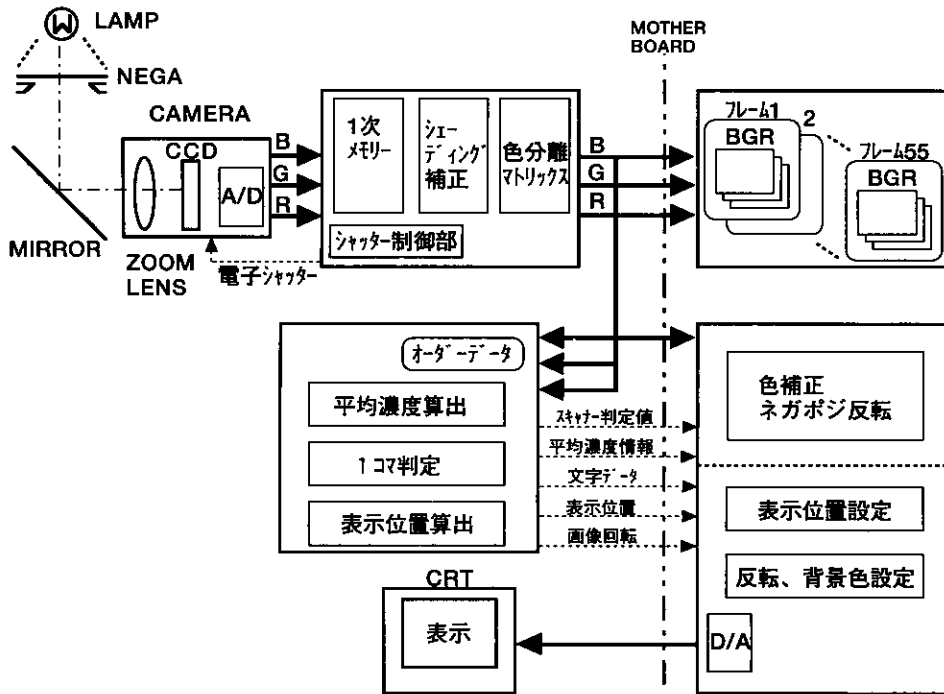 LAMP
NEGA
CAMERA
CCD
A/D
MIRROR
ZOOM
LENS
B
G
R
1次
メモリー
シェー
ディング
補正
色分離
マトリックス
シャッター制御部
電子シャッター
B
G
R
MOTHER
BOARD
フレーム1
2
BGR
フレーム55
BGR
オーダーデータ
平均濃度算出
1コマ判定
表示位置算出
スキャナー判定値
平均濃度情報
文字データ
表示位置
画像回転
色補正
ネガポジ反転
表示位置設定
反転、背景色設定
D/A
CRT
表示